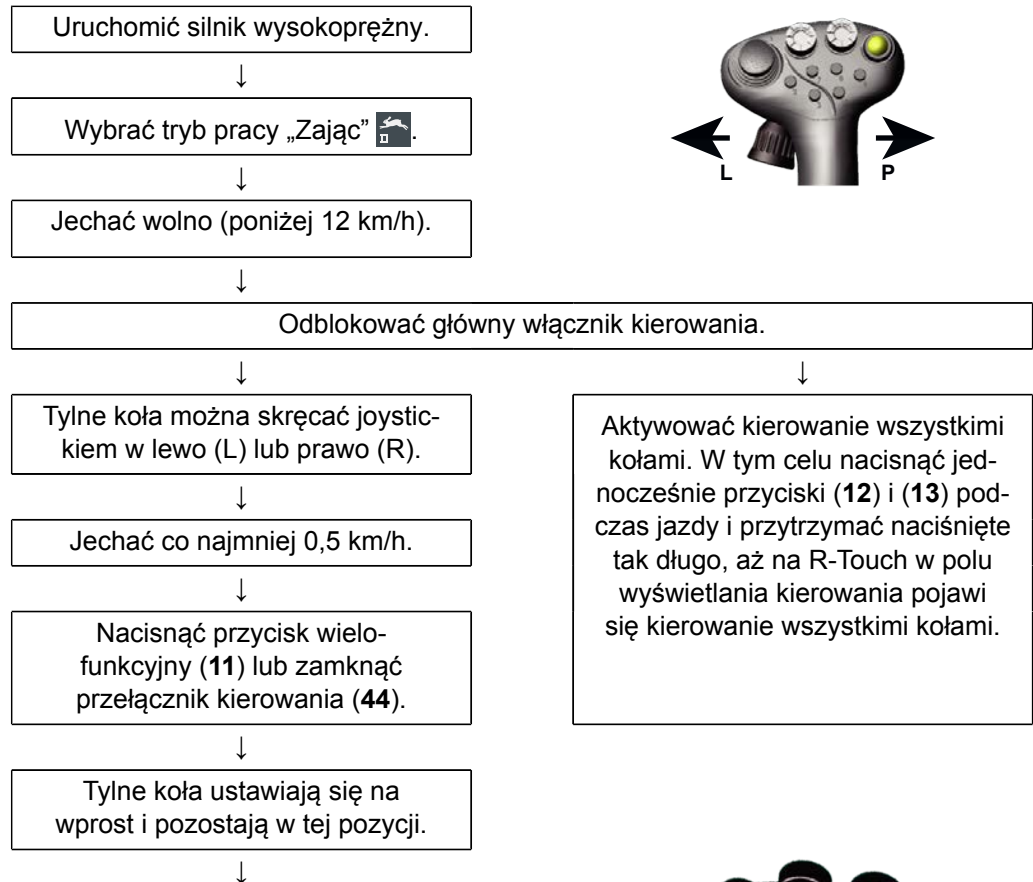 Uruchomić silnik wysokoprężny.
↓
Wybrać tryb pracy „Zając” .
↓
Jechać wolno (poniżej 12 km/h).
L P
↓
Odblokować główny włącznik kierowania.
↓
Tylne koła można skręcać joystic-
kiem w lewo (L) lub prawo (R).
↓
Jechać co najmniej 0,5 km/h.
↓
Nacisnąć przycisk wielo-
funkcyjny (11) lub zamknąć
przełącznik kierowania (44).
↓
Tylne koła ustawiają się na
wprost i pozostają w tej pozycji.
↓
↓
Aktywować kierowanie wszystkimi
kołami. W tym celu nacisnąć jed-
nocześnie przyciski (12) i (13) pod-
czas jazdy i przytrzymać naciśnięte
tak długo, aż na R-Touch w polu
wyświetlania kierowania pojawi
się kierowanie wszystkimi kołami.